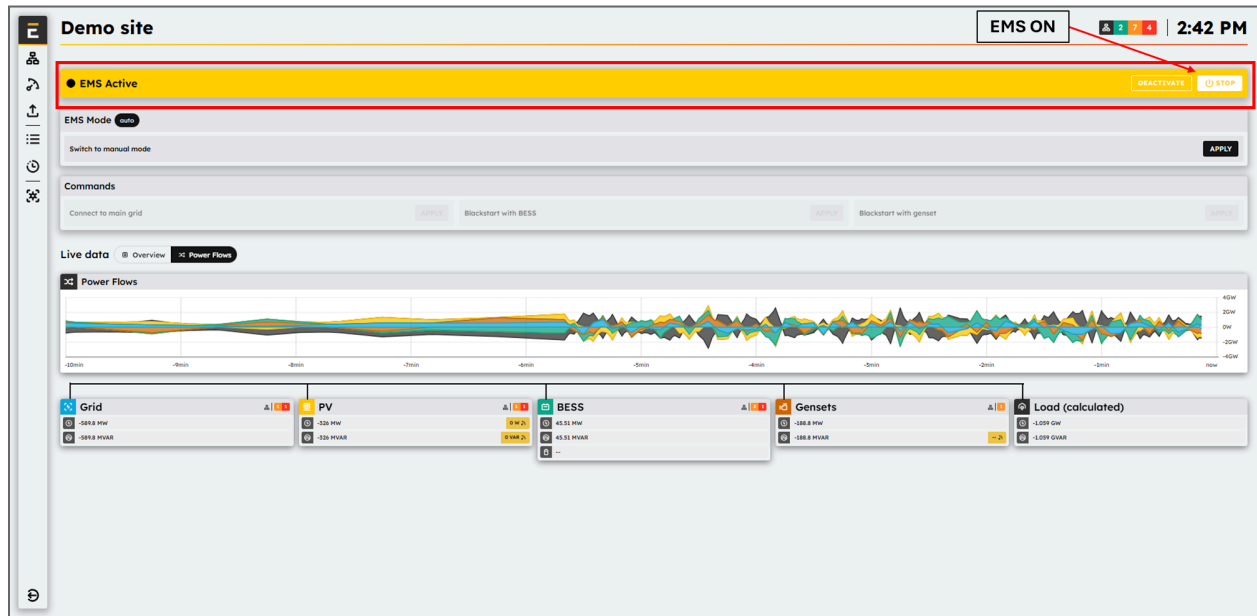 Demo site
EMS ON
2 7 4
2:42 PM
EMS Active
DEACTIVATE
STOP
EMS Mode auto
Switch to manual mode
APPLY
Commands
Connect to main grid
APPLY
Blackstart with BESS
APPLY
Blackstart with genset
APPLY
Live data
Overview
Power Flows
Power Flows
4GW
2GW
0W
-2GW
-4GW
-10min -9min -8min -7min -6min -5min -4min -3min -2min -1min now
Grid
-589.8 MW
-589.8 MVAR
PV
-326 MW
0 W
-326 MVAR
0 VAR
BESS
45.51 MW
45.51 MVAR
--
Gensets
-188.8 MW
-188.8 MVAR
--
Load (calculated)
-1.059 GW
-1.059 GVAR